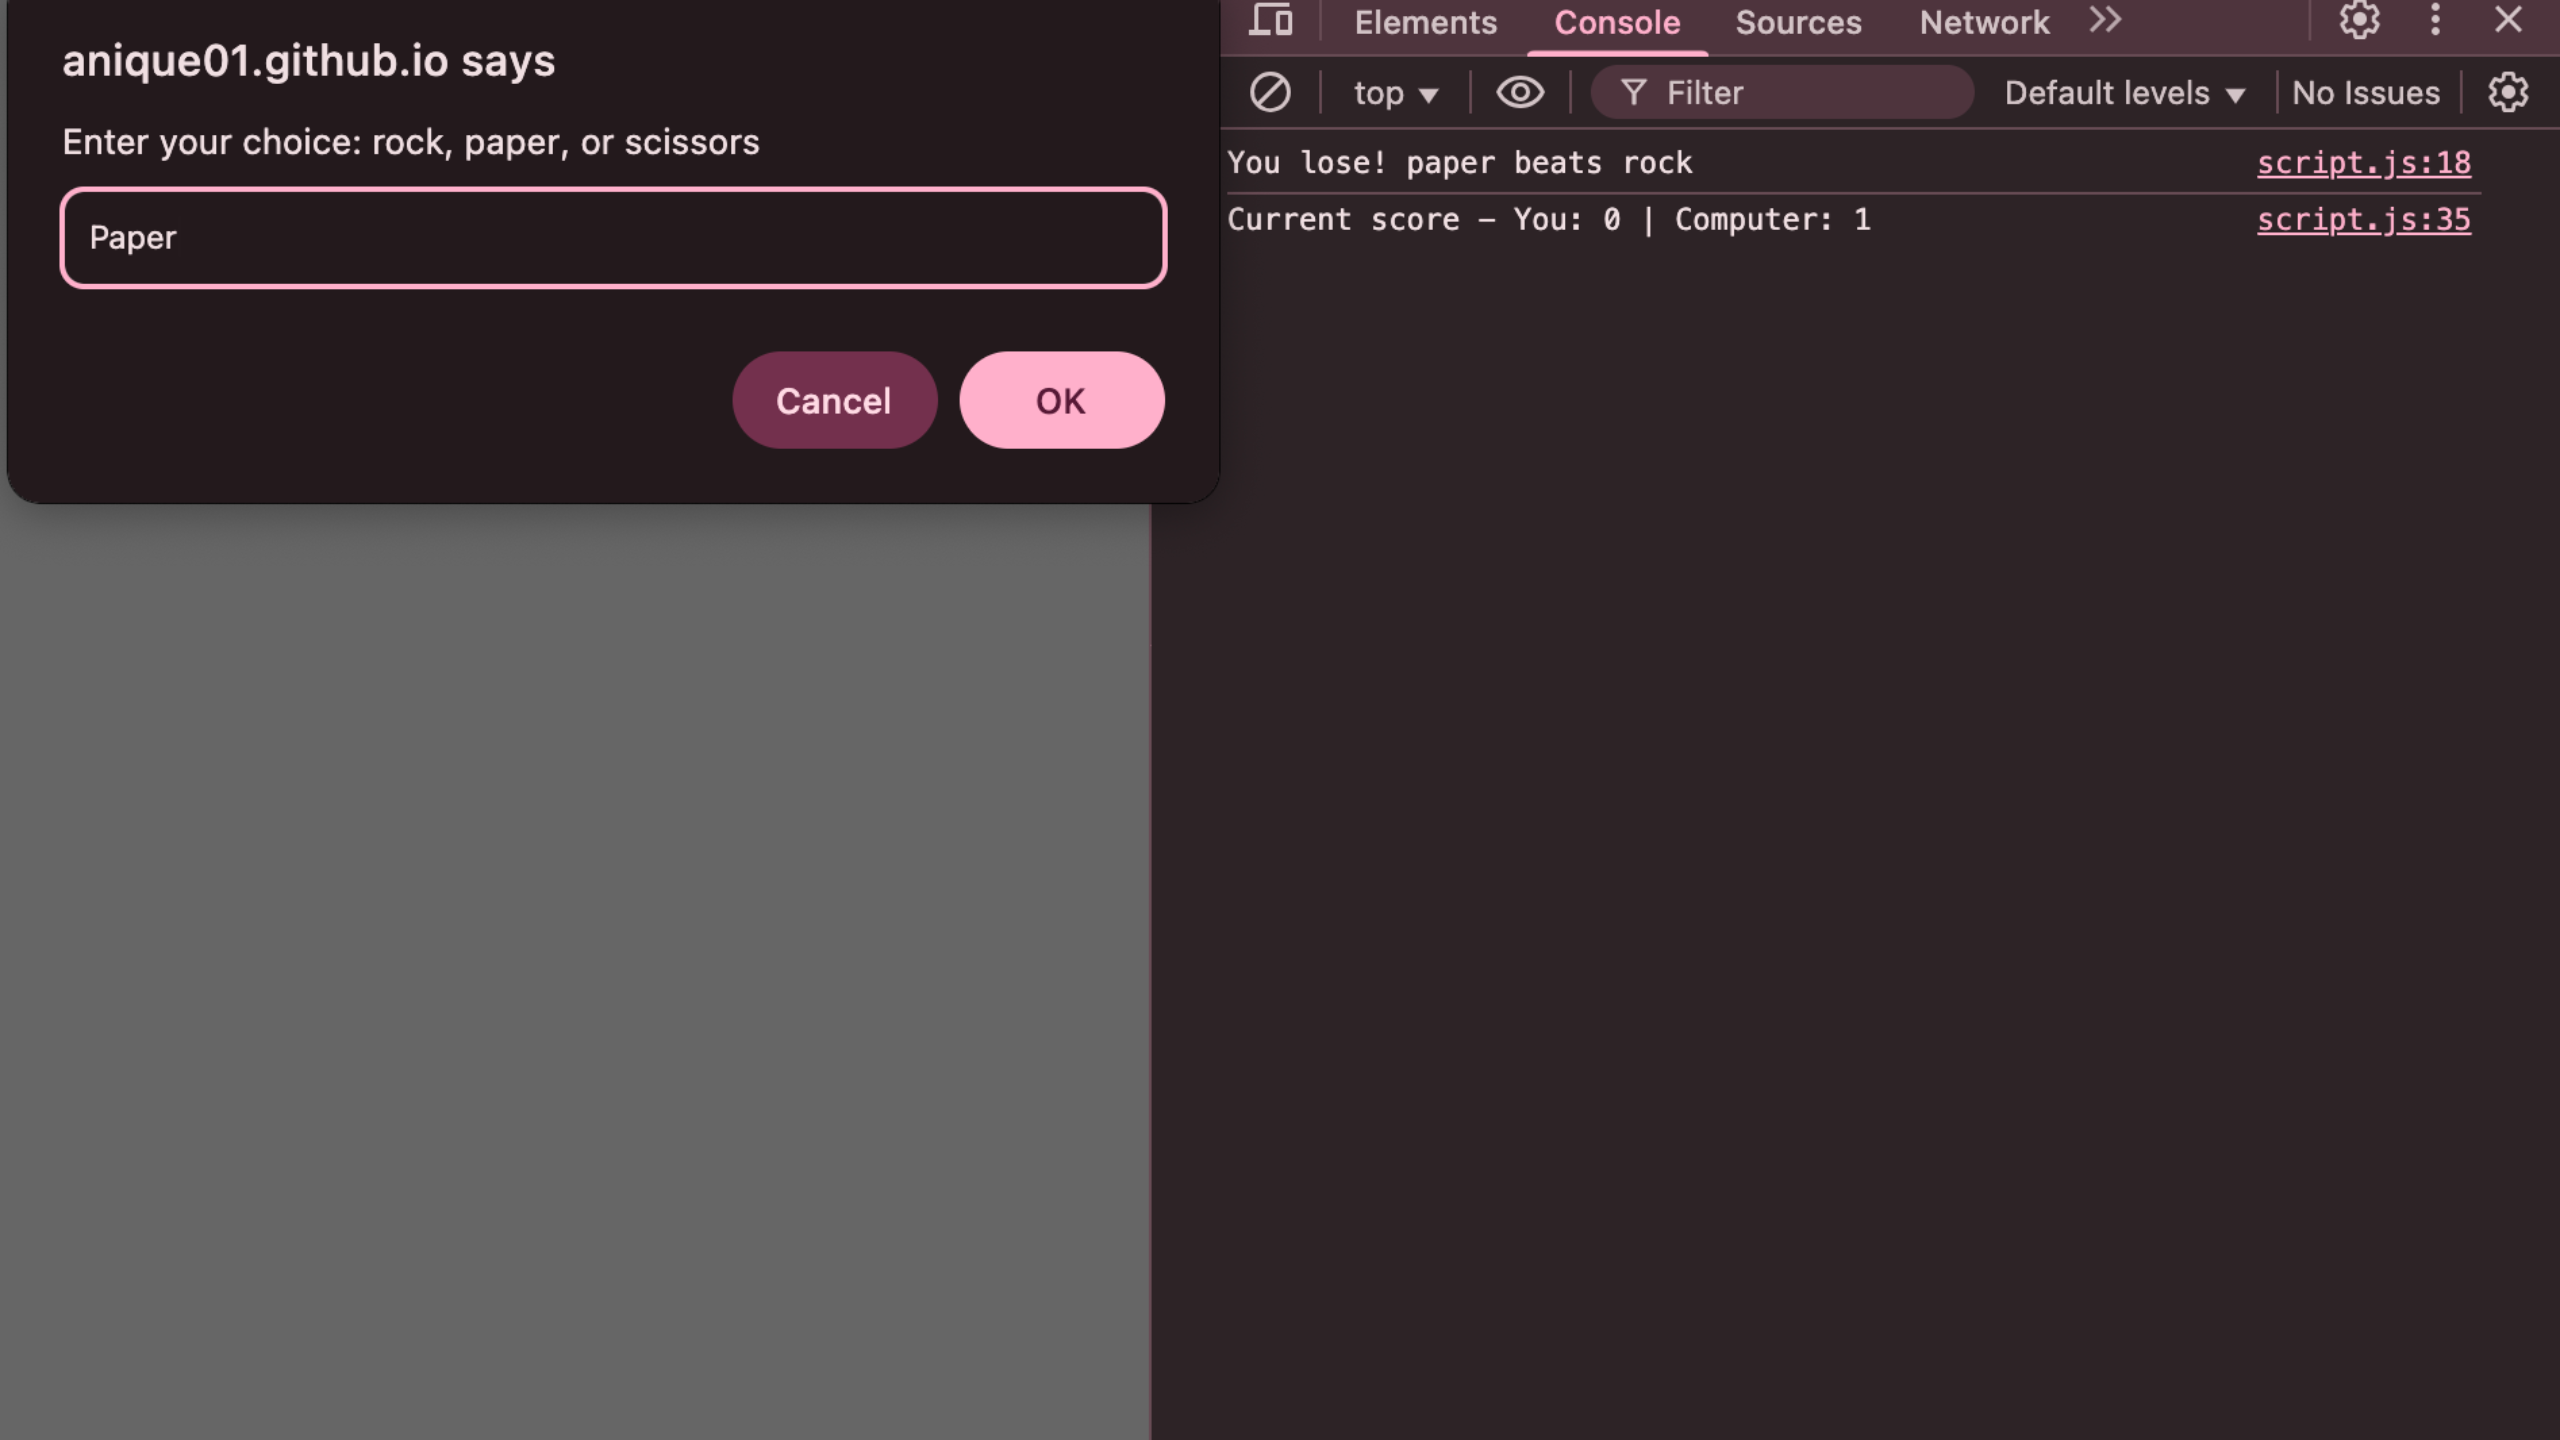 anique01.github.io says
Enter your choice: rock, paper, or scissors
Paper
Cancel
OK
Elements
Console
Sources
Network
top
Filter
Default levels
No Issues
You lose! paper beats rock script.js:18
Current score – You: 0 | Computer: 1 script.js:35